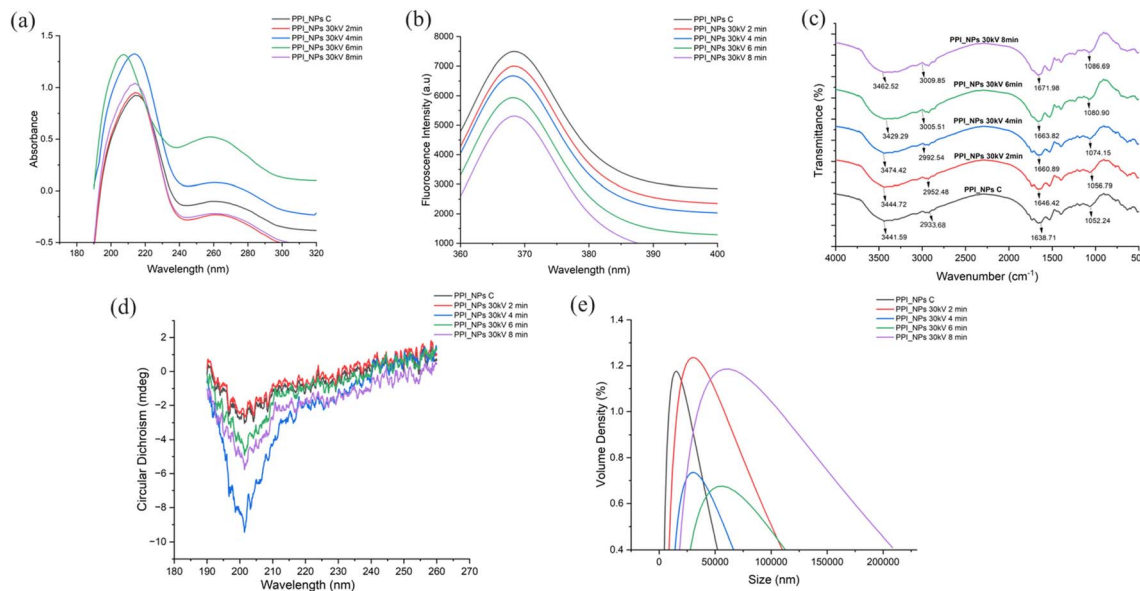 (a)
PPI_NPs C
PPI_NPs 30kV 2min
PPI_NPs 30kV 4min
PPI_NPs 30kV 6min
PPI_NPs 30kV 8min
2.0
1.5
1.0
0.5
0.0
−0.5
Absorbance
180 200 220 240 260 280 300 320
Wavelength (nm)
(b)
PPI_NPs C
PPI_NPs 30kV 2 min
PPI_NPs 30kV 4 min
PPI_NPs 30kV 6 min
PPI_NPs 30kV 8 min
8000
7000
6000
5000
4000
3000
2000
1000
Fluorescence Intensity (a.u)
360 370 380 390 400
Wavelength (nm)
(c)
PPI_NPs 30kV 8min
3462.52 3009.85 1671.98 1086.69
PPI_NPs 30kV 6min
3429.29 3005.51 1663.82 1080.90
PPI_NPs 30kV 4min
3474.42 2992.54 1660.89 1074.15
PPI_NPs 30kV 2min
3444.72 2952.48 1646.42 1056.79
PPI_NPs C
3441.59 2933.68 1638.71 1052.24
Transmittance (%)
4000 3500 3000 2500 2000 1500 1000 500
Wavenumber (cm⁻¹)
(d)
PPI_NPs C
PPI_NPs 30kV 2 min
PPI_NPs 30kV 4 min
PPI_NPs 30kV 6 min
PPI_NPs 30kV 8 min
2
0
−2
−4
−6
−8
−10
Circular Dichroism (mdeg)
180 190 200 210 220 230 240 250 260 270
Wavelength (nm)
(e)
PPI_NPs C
PPI_NPs 30kV 2 min
PPI_NPs 30kV 4 min
PPI_NPs 30kV 6 min
PPI_NPs 30kV 8 min
1.4
1.2
1.0
0.8
0.6
0.4
Volume Density (%)
0 50000 100000 150000 200000
Size (nm)